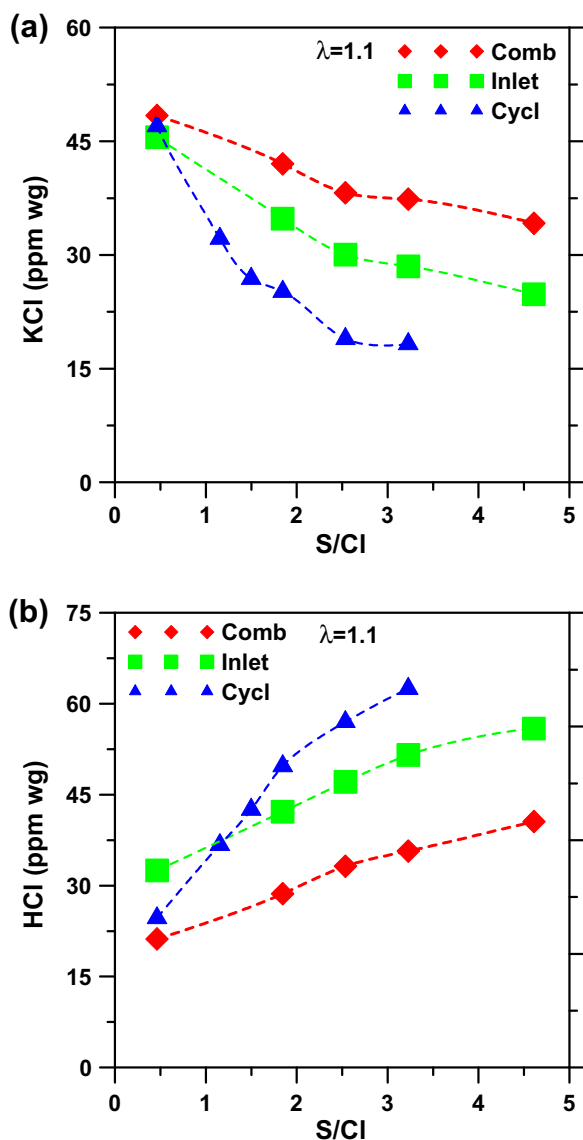 (a)
λ=1.1
Comb
Inlet
Cycl
60
45
30
15
0
KCl (ppm wg)
0 1 2 3 4 5
S/Cl
(b)
Comb
Inlet
Cycl
λ=1.1
75
60
45
30
15
0
HCl (ppm wg)
0 1 2 3 4 5
S/Cl